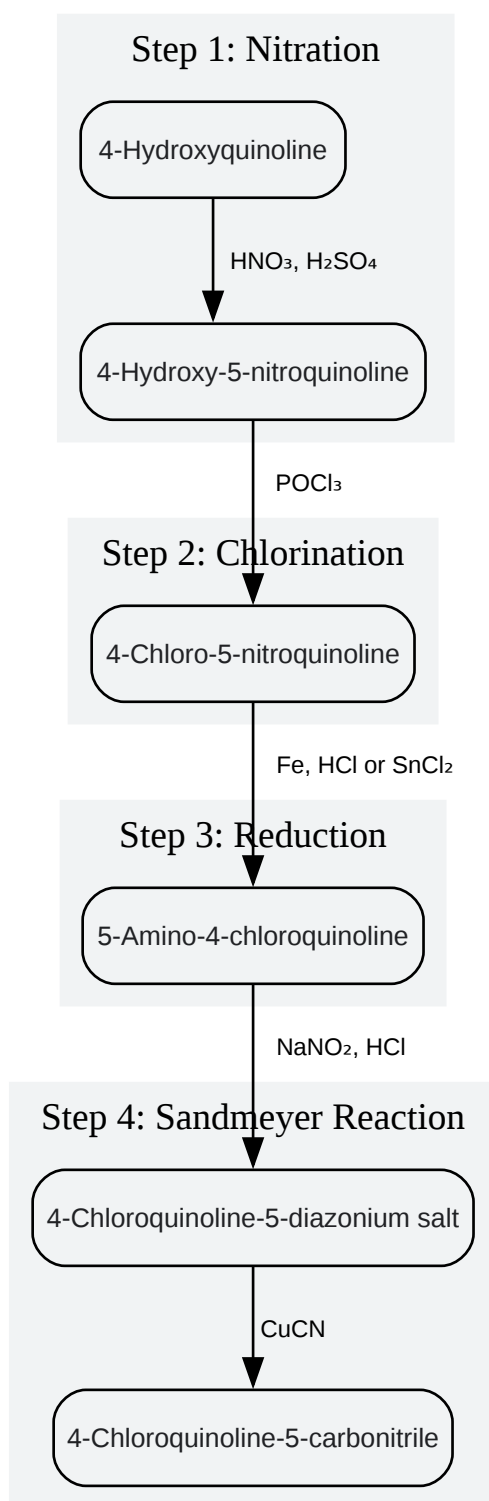 Step 1: Nitration
4-Hydroxyquinoline
HNO₃, H₂SO₄
4-Hydroxy-5-nitroquinoline
POCl₃
Step 2: Chlorination
4-Chloro-5-nitroquinoline
Fe, HCl or SnCl₂
Step 3: Reduction
5-Amino-4-chloroquinoline
NaNO₂, HCl
Step 4: Sandmeyer Reaction
4-Chloroquinoline-5-diazonium salt
CuCN
4-Chloroquinoline-5-carbonitrile